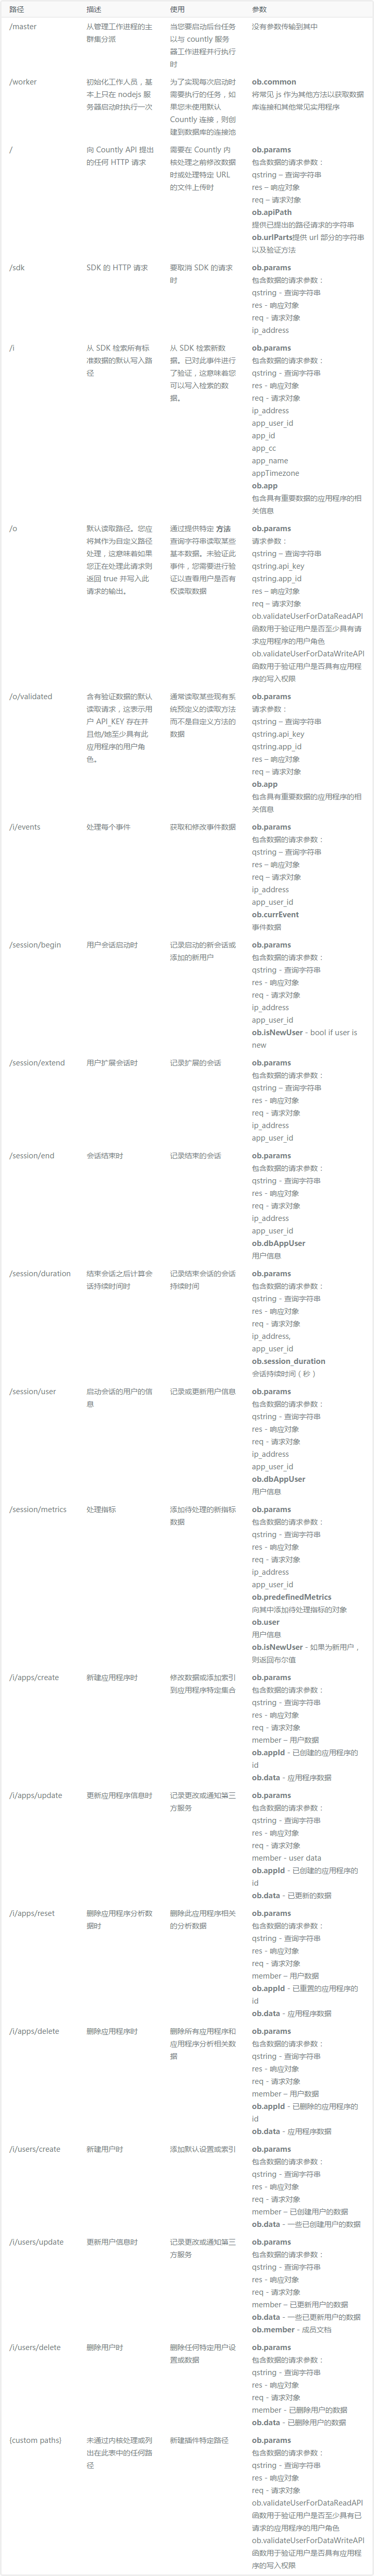 路径 描述 使用 参数
/master 从管理工作进程的主 当您要启动后台任务 没有参数传输到其中
群集分派 以与 countly 服务
器工作进程并行执行
时
/worker 初始化工作人员，基 为了实现每次启动时 ob.common
本上只在 nodejs 服 需要执行的任务，如 将常见 js 作为其他方法以获取数据
务器启动时执行一次 果您未使用默认 库连接和其他常见实用程序
Countly 连接，则创
建到数据库的连接池
/ 向 Countly API 提出 需要在 Countly 内 ob.params
的任何 HTTP 请求 核处理之前修改数据 包含数据的请求参数：
时或处理特定 URL qstring – 查询字符串
的文件上传时 res – 响应对象
req – 请求对象
ob.apiPath
提供已提出的路径请求的字符串
ob.urlParts提供 url 部分的字符串
以及验证方法
/sdk SDK 的 HTTP 请求 要取消 SDK 的请求 ob.params
时 包含数据的请求参数：
qstring - 查询字符串
res - 响应对象
req - 请求对象
ip_address
/i 从 SDK 检索所有标 从 SDK 检索新数 ob.params
准数据的默认写入路 据。已对此事件进行 包含数据的请求参数：
径 了验证，这意味着您 qstring - 查询字符串
可以写入检索的数 res - 响应对象
据。 req - 请求对象
ip_address
app_user_id
app_id
app_cc
app_name
appTimezone
ob.app
包含具有重要数据的应用程序的相
关信息
/o 默认读取路径。您应 通过提供特定 方法 ob.params
将其作为自定义路径 查询字符串读取某些 请求参数：
处理，这意味着如果 基本数据。未验证此 qstring – 查询字符串
您正在处理此请求则 事件，您需要进行验 qstring.api_key
返回 true 并写入此 证以查看用户是否有 qstring.app_id
请求的输出。 权读取数据 res – 响应对象
req – 请求对象
ob.validateUserForDataReadAPI
函数用于验证用户是否至少具有请
求应用程序的用户角色
ob.validateUserForDataWriteAPI
函数用于验证用户是否具有应用程
序的写入权限
/o/validated 含有验证数据的默认 通常读取某些现有系 ob.params
读取请求，这表示用 统预定义的读取方法 请求参数：
户 API_KEY 存在并 而不是自定义方法的 qstring – 查询字符串
且他/她至少具有此 数据 qstring.api_key
应用程序的用户角 qstring.app_id
色。 res – 响应对象
req – 请求对象
ob.app
包含具有重要数据的应用程序的相
关信息
/i/events 处理每个事件 获取和修改事件数据 ob.params
包含数据的请求参数：
qstring – 查询字符串
res – 响应对象
req – 请求对象
ip_address
app_user_id
ob.currEvent
事件数据
/session/begin 用户会话启动时 记录启动的新会话或 ob.params
添加的新用户 包含数据的请求参数：
qstring - 查询字符串
res - 响应对象
req - 请求对象
ip_address
app_user_id
ob.isNewUser - bool if user is
new
/session/extend 用户扩展会话时 记录扩展的会话 ob.params
包含数据的请求参数：
qstring – 查询字符串
res - 响应对象
req - 请求对象
ip_address
app_user_id
/session/end 会话结束时 记录结束的会话 ob.params
包含数据的请求参数：
qstring - 查询字符串
res - 响应对象
req - 请求对象
ip_address
app_user_id
ob.dbAppUser
用户信息
/session/duration 结束会话之后计算会 记录结束会话的会话 ob.params
话持续时间时 持续时间 包含数据的请求参数：
qstring - 查询字符串
res - 响应对象
req - 请求对象
ip_address,
app_user_id
ob.session_duration
会话持续时间（秒）
/session/user 启动会话的用户的信 记录或更新用户信息 ob.params
息 包含数据的请求参数：
qstring - 查询字符串
res - 响应对象
req - 请求对象
ip_address
app_user_id
ob.dbAppUser
用户信息
/session/metrics 处理指标 添加待处理的新指标 ob.params
数据 包含数据的请求参数：
qstring - 查询字符串
res - 响应对象
req - 请求对象
ip_address
app_user_id
ob.predefinedMetrics
向其中添加待处理指标的对象
ob.user
用户信息
ob.isNewUser - 如果为新用户，
则返回布尔值
/i/apps/create 新建应用程序时 修改数据或添加索引 ob.params
到应用程序特定集合 包含数据的请求参数：
qstring - 查询字符串
res - 响应对象
req - 请求对象
member – 用户数据
ob.appId - 已创建的应用程序的
id
ob.data - 应用程序数据
/i/apps/update 更新应用程序信息时 记录更改或通知第三 ob.params
方服务 包含数据的请求参数：
qstring - 查询字符串
res - 响应对象
req - 请求对象
member - user data
ob.appId - 已创建的应用程序的
id
ob.data - 已更新的数据
/i/apps/reset 删除应用程序分析数 删除此应用程序相关 ob.params
据时 的分析数据 包含数据的请求参数：
qstring - 查询字符串
res - 响应对象
req - 请求对象
member – 用户数据
ob.appId - 已重置的应用程序的
id
ob.data - 应用程序数据
/i/apps/delete 删除应用程序时 删除所有应用程序和 ob.params
应用程序分析相关数 包含数据的请求参数：
据 qstring - 查询字符串
res - 响应对象
req - 请求对象
member – 用户数据
ob.appId - 已删除的应用程序的
id
ob.data - 应用程序数据
/i/users/create 新建用户时 添加默认设置或索引 ob.params
包含数据的请求参数：
qstring - 查询字符串
res - 响应对象
req - 请求对象
member – 已创建用户的数据
ob.data - 一些已创建用户的数据
/i/users/update 更新用户信息时 记录更改或通知第三 ob.params
方服务 包含数据的请求参数：
qstring - 查询字符串
res - 响应对象
req - 请求对象
member – 已更新用户的数据
ob.data - 一些已更新用户的数据
ob.member - 成员文档
/i/users/delete 删除用户时 删除任何特定用户设 ob.params
置或数据 包含数据的请求参数：
qstring - 查询字符串
res - 响应对象
req - 请求对象
member - 已删除用户的数据
ob.data - 已删除用户的数据
{custom paths} 未通过内核处理或列 新建插件特定路径 ob.params
出在此表中的任何路 包含数据的请求参数：
径 qstring – 查询字符串
res - 响应对象
req - 请求对象
ob.validateUserForDataReadAPI
函数用于验证用户是否至少具有已
请求的应用程序的用户角色
ob.validateUserForDataWriteAPI
函数用于验证用户是否具有应用程
序的写入权限